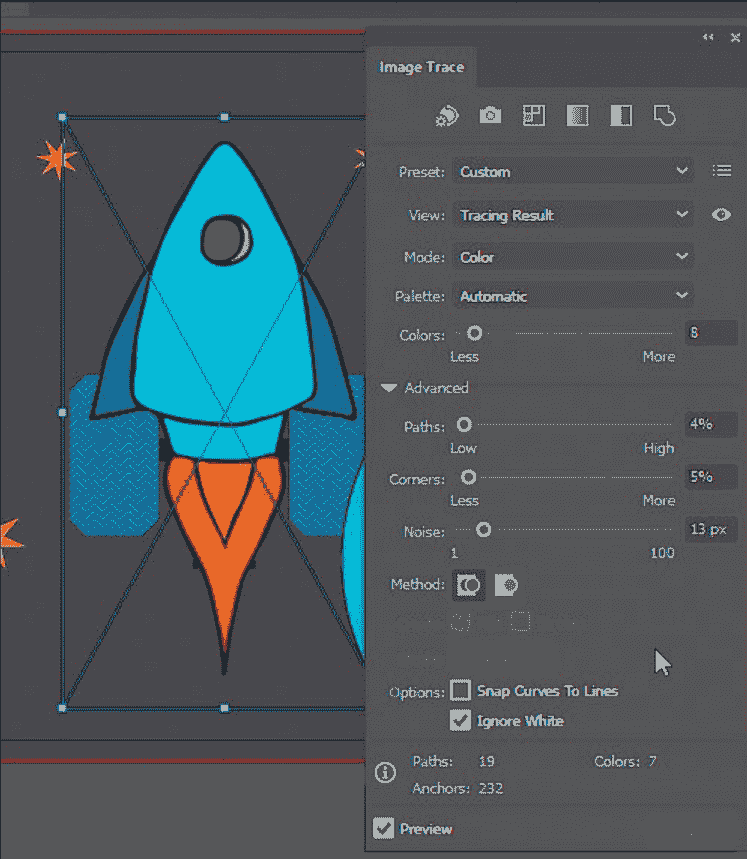 Image Trace
Preset: Custom
View: Tracing Result
Mode: Color
Palette: Automatic
Colors: 8
Less More
Advanced
Paths: 4%
Low High
Corners: 5%
Less More
Noise: 13 px
1 100
Method:
Options: Snap Curves To Lines
Ignore White
Paths: 19 Colors: 7
Anchors: 232
Preview